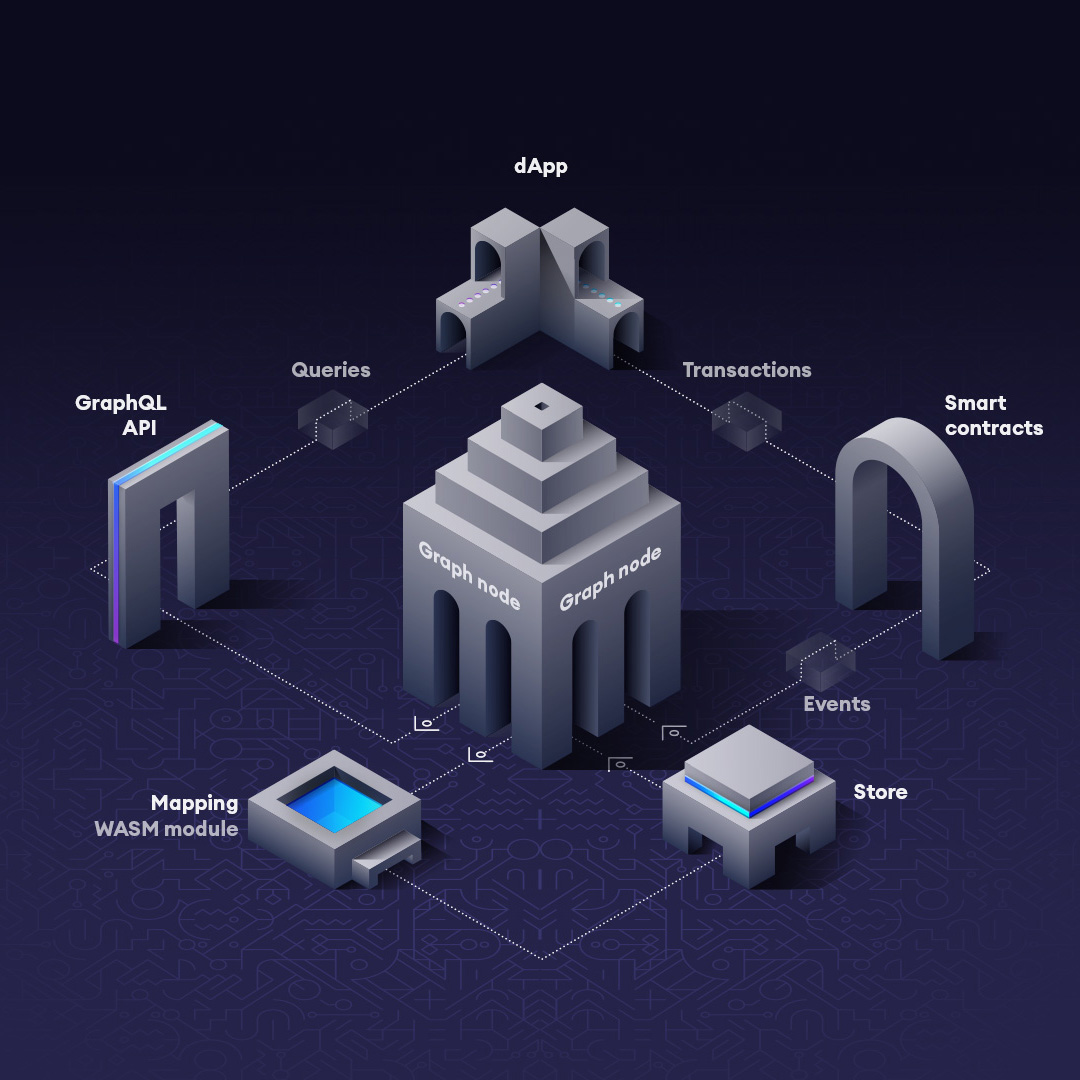 dApp
Queries
Transactions
GraphQL
API
Smart
contracts
Graph node
Graph node
Events
Mapping
WASM module
Store